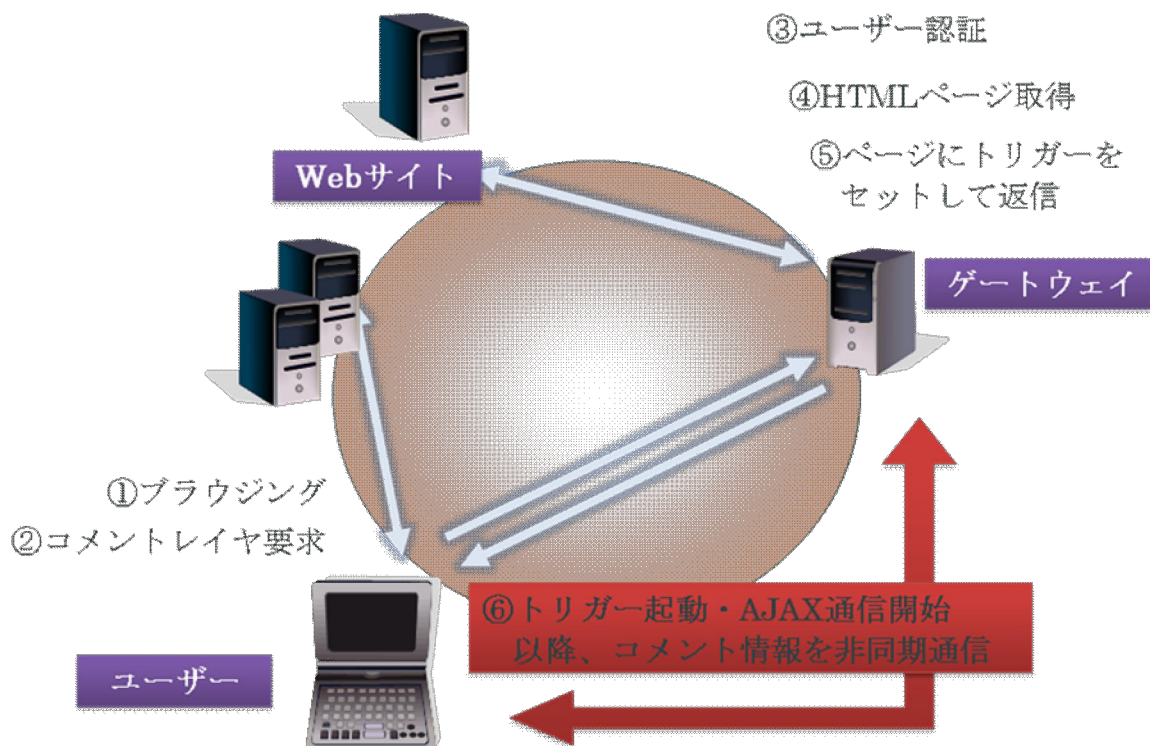 ③ユーザー認証
④HTMLページ取得
⑤ページにトリガーを
セットして返信
Webサイト
ゲートウェイ
①ブラウジング
②コメントレイヤ要求
⑥トリガー起動・AJAX通信開始
以降、コメント情報を非同期通信
ユーザー